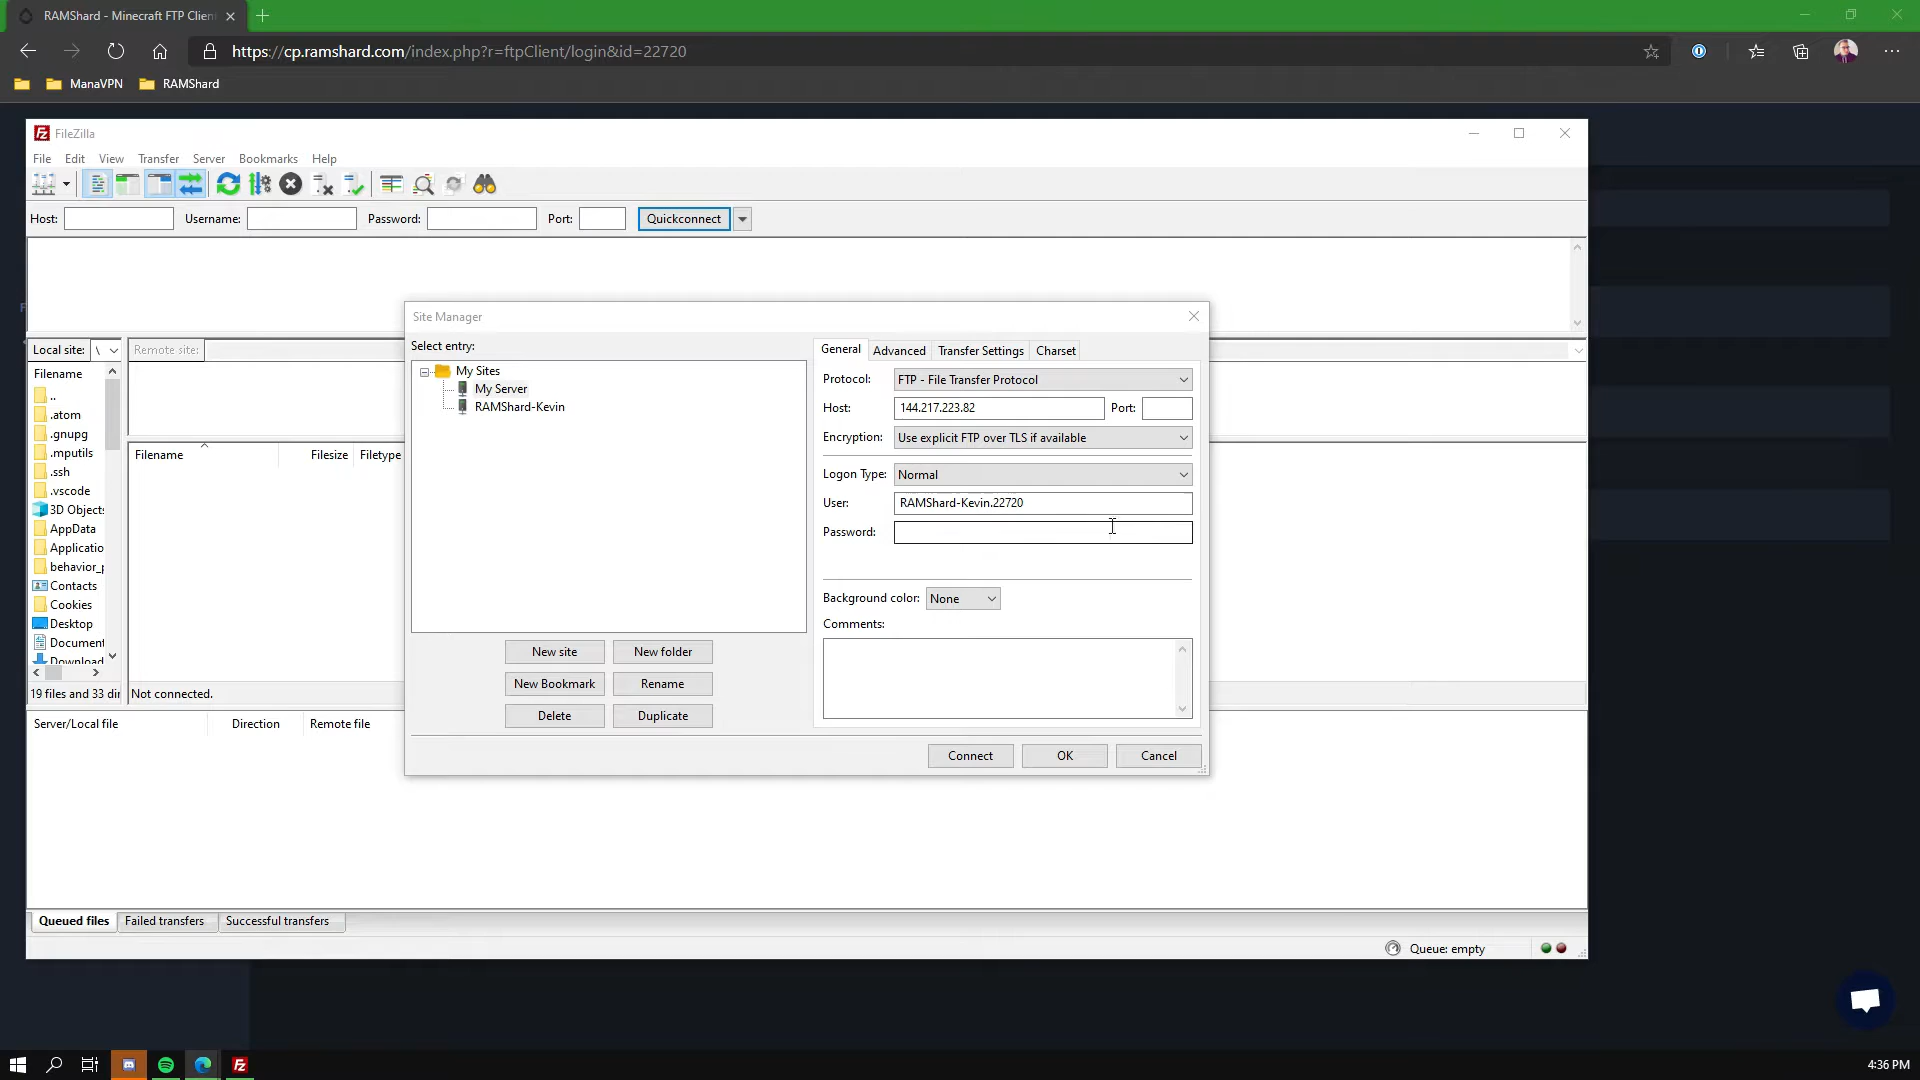 RAMShard - Minecraft FTP Clien
https://cp.ramshard.com/index.php?r=ftpClient/login&id=22720
ManaVPN
RAMShard
FileZilla
File Edit View Transfer Server Bookmarks Help
Host: Username: Password: Port: Quickconnect
Local site: \
Remote site:
Filename
..
.atom
.gnupg
.mputils
.ssh
.vscode
3D Objects
AppData
Applicatio
behavior_p
Contacts
Cookies
Desktop
Document
Download
19 files and 33 dir
Filename Filesize Filetype
Not connected.
Site Manager
Select entry:
My Sites
My Server
RAMShard-Kevin
New site New folder
New Bookmark Rename
Delete Duplicate
General Advanced Transfer Settings Charset
Protocol: FTP - File Transfer Protocol
Host: 144.217.223.82 Port:
Encryption: Use explicit FTP over TLS if available
Logon Type: Normal
User: RAMShard-Kevin.22720
Password:
Background color: None
Comments:
Connect OK Cancel
Server/Local file Direction Remote file
Queued files Failed transfers Successful transfers
Queue: empty
4:36 PM